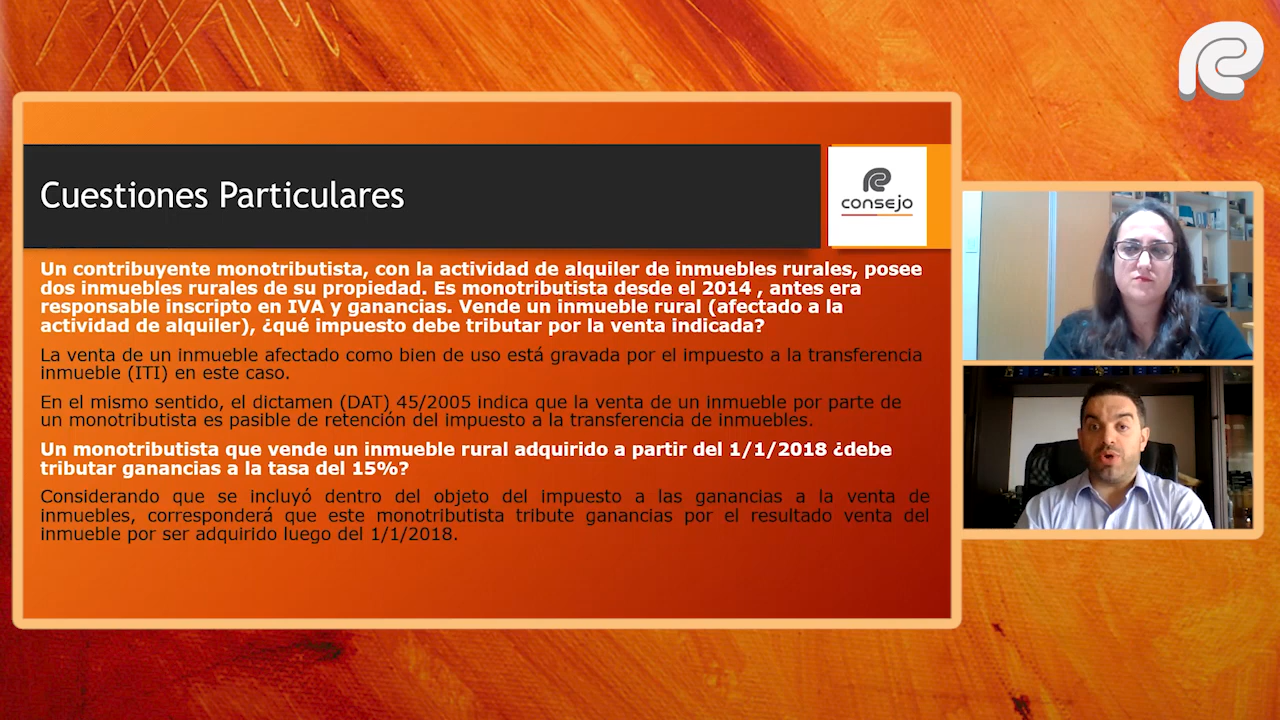 Cuestiones Particulares
consejo
Un contribuyente monotributista, con la actividad de alquiler de inmuebles rurales, posee
dos inmuebles rurales de su propiedad. Es monotributista desde el 2014 , antes era
responsable inscripto en IVA y ganancias. Vende un inmueble rural (afectado a la
actividad de alquiler), ¿qué impuesto debe tributar por la venta indicada?
La venta de un inmueble afectado como bien de uso está gravada por el impuesto a la transferencia
inmueble (ITI) en este caso.
En el mismo sentido, el dictamen (DAT) 45/2005 indica que la venta de un inmueble por parte de
un monotributista es pasible de retención del impuesto a la transferencia de inmuebles.
Un monotributista que vende un inmueble rural adquirido a partir del 1/1/2018 ¿debe
tributar ganancias a la tasa del 15%?
Considerando que se incluyó dentro del objeto del impuesto a las ganancias a la venta de
inmuebles, corresponderá que este monotributista tribute ganancias por el resultado venta del
inmueble por ser adquirido luego del 1/1/2018.